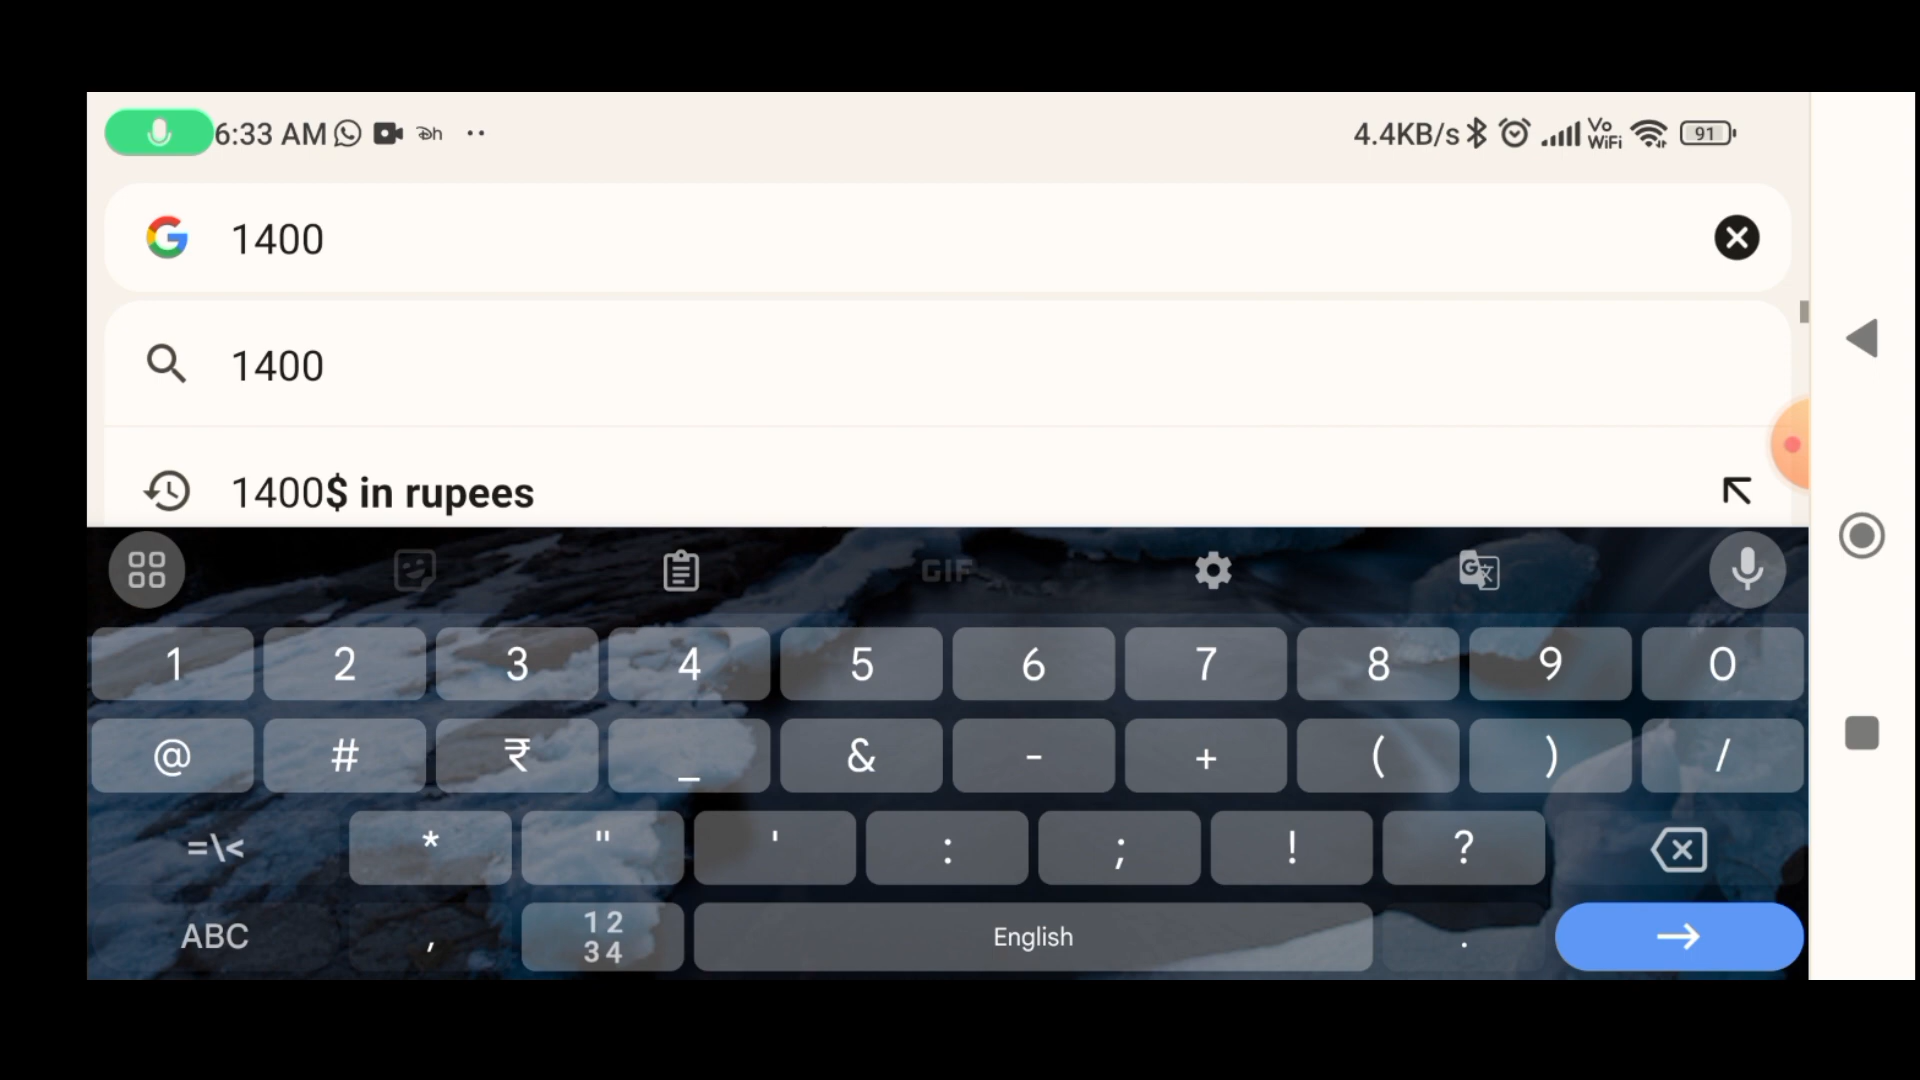 6:33 AM
4.4KB/s Vo WiFi 91
1400
1400
1400$ in rupees
GIF
1 2 3 4 5 6 7 8 9 0
@ # ₹ _ & - + ( ) /
=\< * " ' : ; ! ?
ABC , 12 34 English .